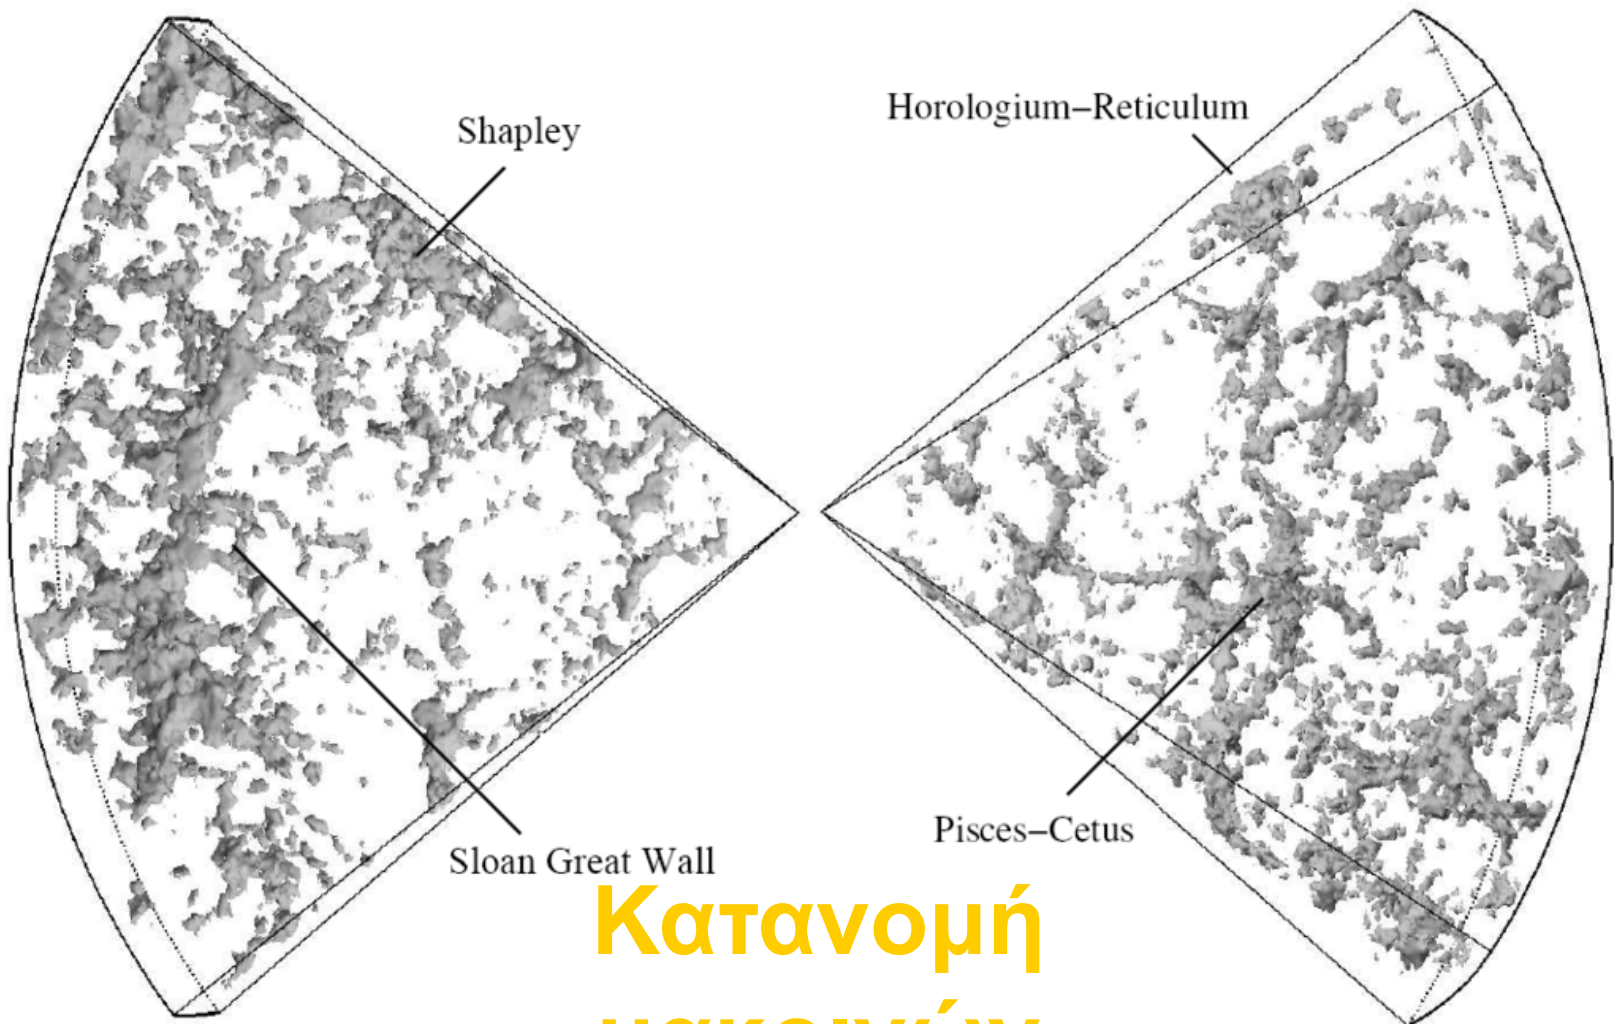 Shapley
Horologium–Reticulum
Pisces–Cetus
Sloan Great Wall
Κατανομή